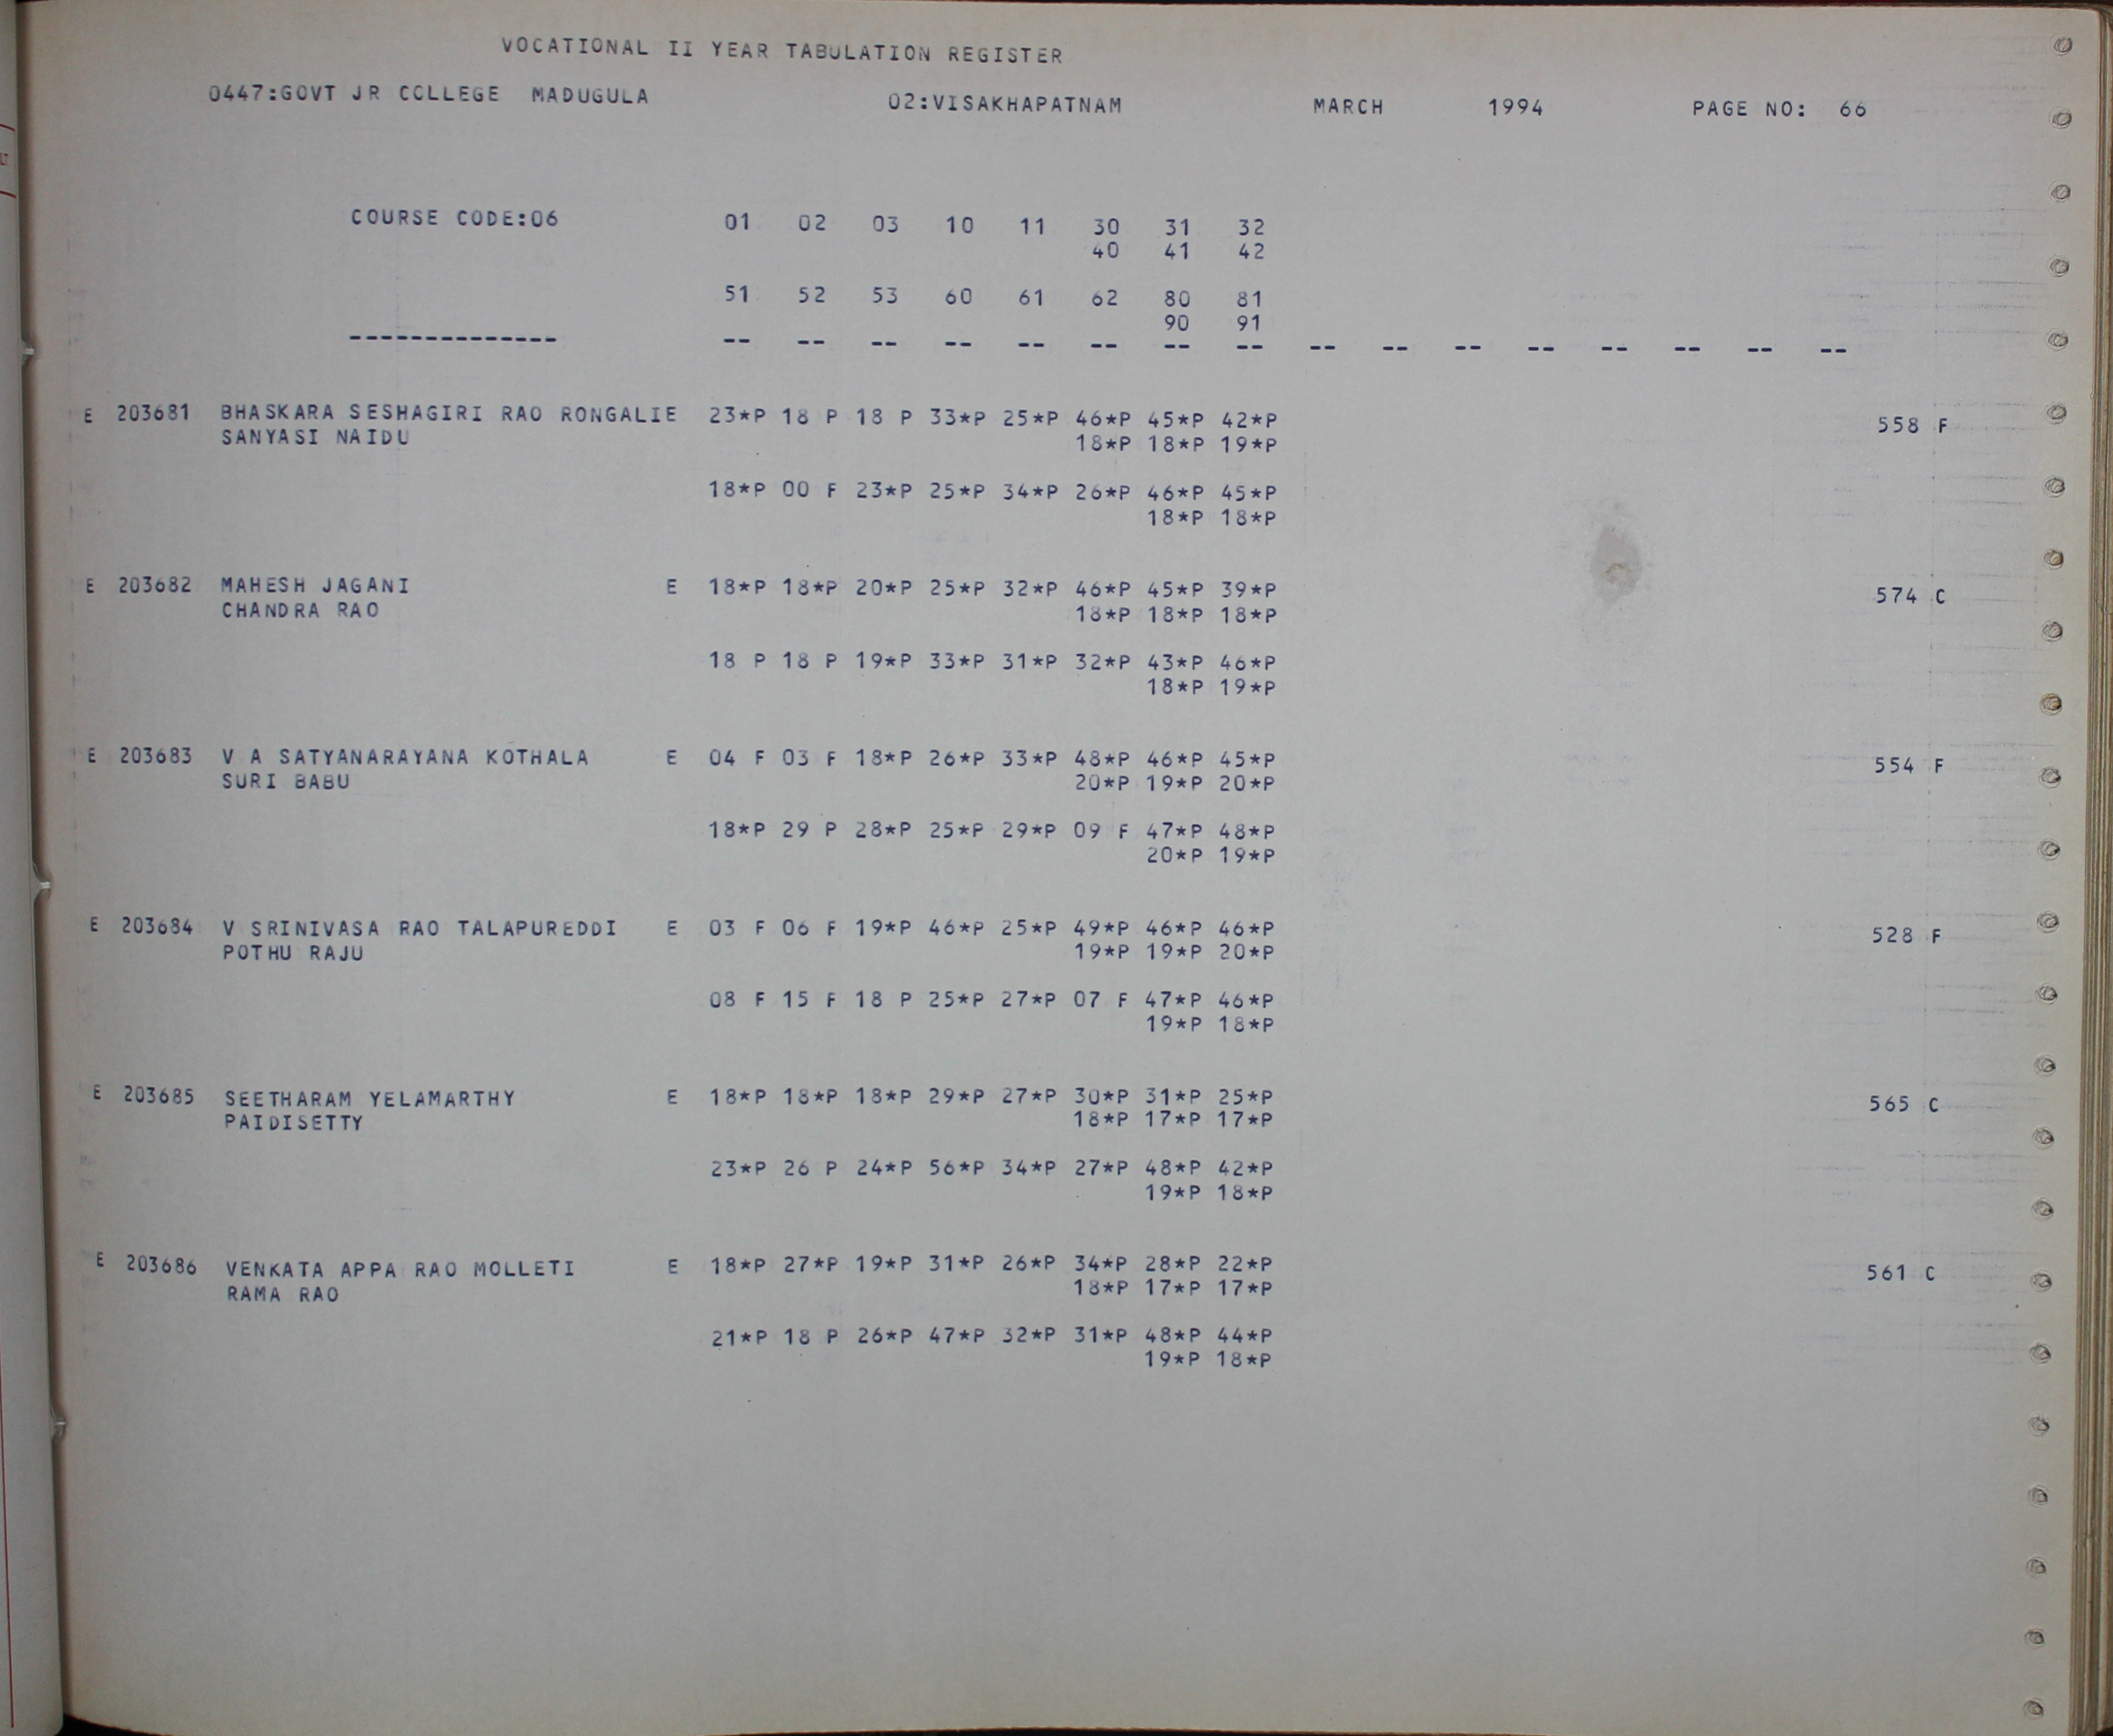 VOCATIONAL II YEAR TABULATION REGISTER
0447:GOVT JR COLLEGE MADUGULA 02:VISAKHAPATNAM MARCH 1994 PAGE NO: 66
COURSE CODE:06 01 02 03 10 11 30 31 32
40 41 42
51 52 53 60 61 62 80 81
90 91
-------------- -- -- -- -- -- -- -- -- -- -- -- -- -- -- -- --
E 203681 BHASKARA SESHAGIRI RAO RONGALIE 23*P 18 P 18 P 33*P 25*P 46*P 45*P 42*P 558 F
SANYASI NAIDU 18*P 18*P 19*P
18*P 00 F 23*P 25*P 34*P 26*P 46*P 45*P
18*P 18*P
E 203682 MAHESH JAGANI E 18*P 18*P 20*P 25*P 32*P 46*P 45*P 39*P 574 C
CHANDRA RAO 18*P 18*P 18*P
18 P 18 P 19*P 33*P 31*P 32*P 43*P 46*P
18*P 19*P
E 203683 V A SATYANARAYANA KOTHALA E 04 F 03 F 18*P 26*P 33*P 48*P 46*P 45*P 554 F
SURI BABU 20*P 19*P 20*P
18*P 29 P 28*P 25*P 29*P 09 F 47*P 48*P
20*P 19*P
E 203684 V SRINIVASA RAO TALAPUREDDI E 03 F 06 F 19*P 46*P 25*P 49*P 46*P 46*P 528 F
POTHU RAJU 19*P 19*P 20*P
08 F 15 F 18 P 25*P 27*P 07 F 47*P 46*P
19*P 18*P
E 203685 SEETHARAM YELAMARTHY E 18*P 18*P 18*P 29*P 27*P 30*P 31*P 25*P 565 C
PAIDISETTY 18*P 17*P 17*P
23*P 26 P 24*P 56*P 34*P 27*P 48*P 42*P
19*P 18*P
E 203686 VENKATA APPA RAO MOLLETI E 18*P 27*P 19*P 31*P 26*P 34*P 28*P 22*P 561 C
RAMA RAO 18*P 17*P 17*P
21*P 18 P 26*P 47*P 32*P 31*P 48*P 44*P
19*P 18*P